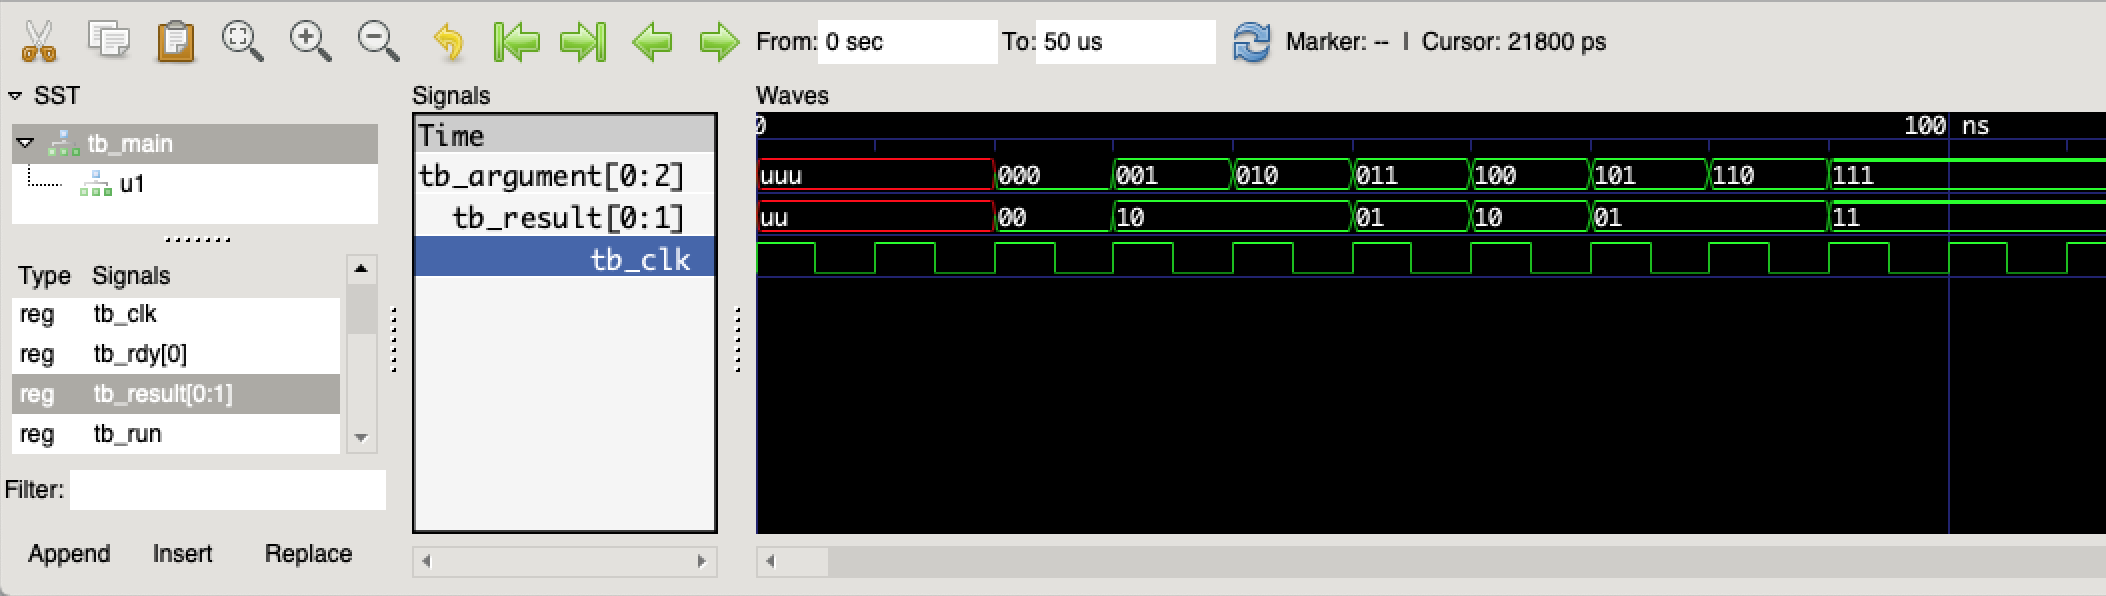 From: 0 sec To: 50 us Marker: -- | Cursor: 21800 ps
SST
tb_main
u1
Type Signals
reg tb_clk
reg tb_rdy[0]
reg tb_result[0:1]
reg tb_run
Filter:
Append Insert Replace
Signals
Time
tb_argument[0:2]
tb_result[0:1]
tb_clk
Waves
0 100 ns
uuu 000 001 010 011 100 101 110 111
uu 00 10 01 10 01 11